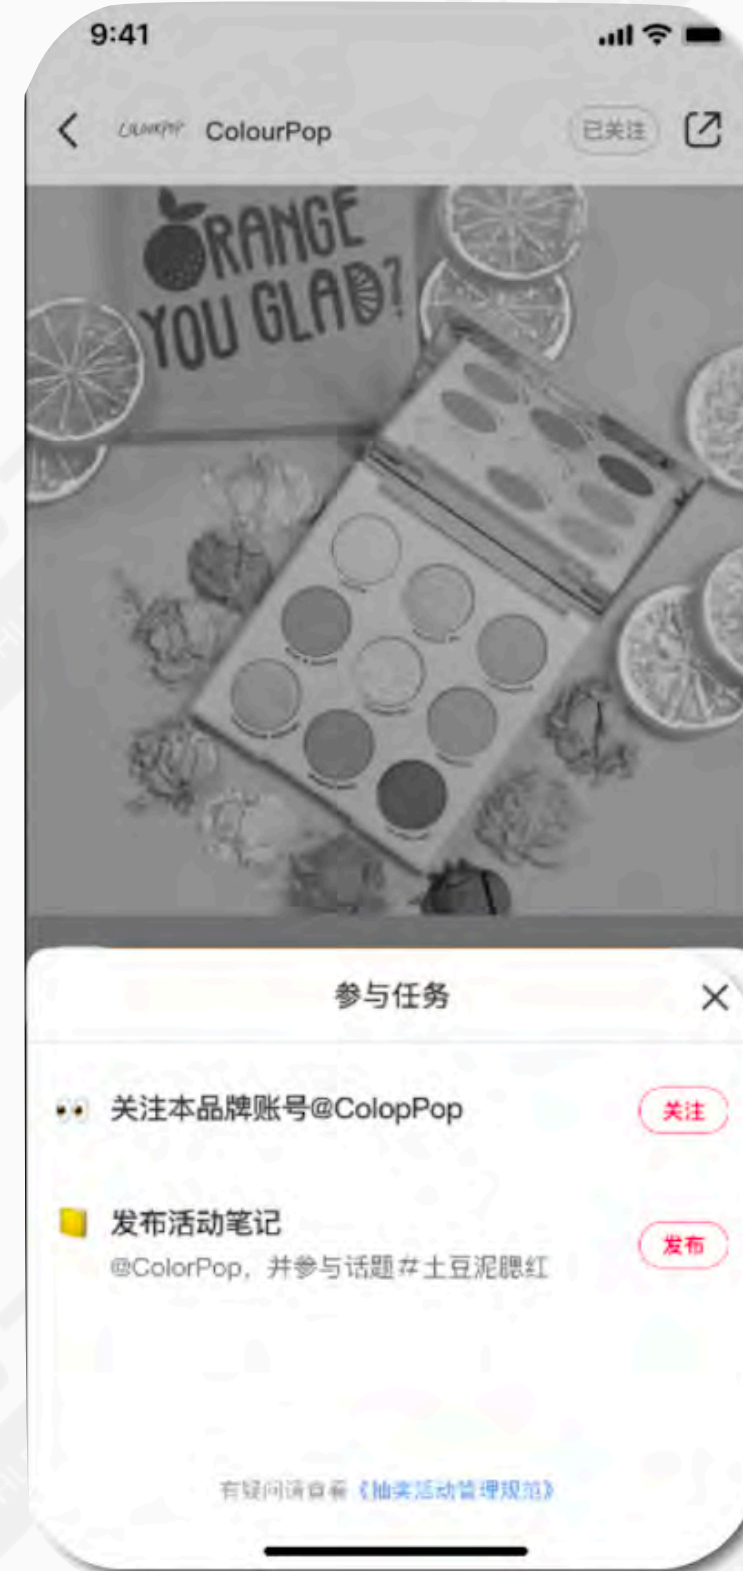 9:41
COLOURPOP ColourPop 已关注
ORANGE
YOU GLAD?
参与任务
关注本品牌账号@ColopPop 关注
发布活动笔记
@ColorPop，并参与话题#土豆泥腮红 发布
有疑问请查看《抽奖活动管理规范》